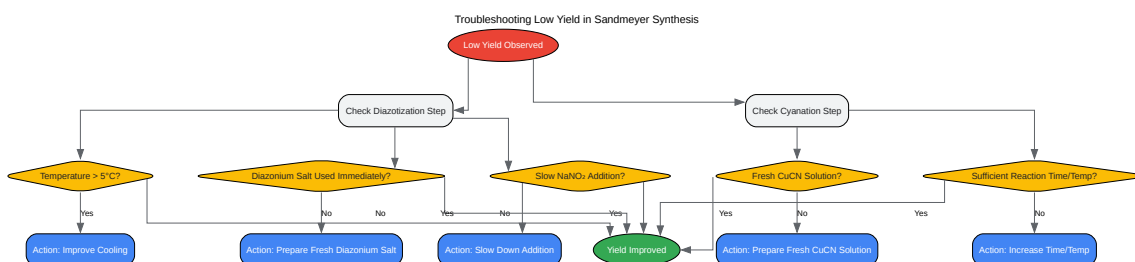 Troubleshooting Low Yield in Sandmeyer Synthesis
Low Yield Observed
Check Diazotization Step
Check Cyanation Step
Temperature > 5°C?
Diazonium Salt Used Immediately?
Slow NaNO₂ Addition?
Fresh CuCN Solution?
Sufficient Reaction Time/Temp?
Yes
No
No
Yes
No
Yes
Yes
No
Yes
No
Action: Improve Cooling
Action: Prepare Fresh Diazonium Salt
Action: Slow Down Addition
Yield Improved
Action: Prepare Fresh CuCN Solution
Action: Increase Time/Temp